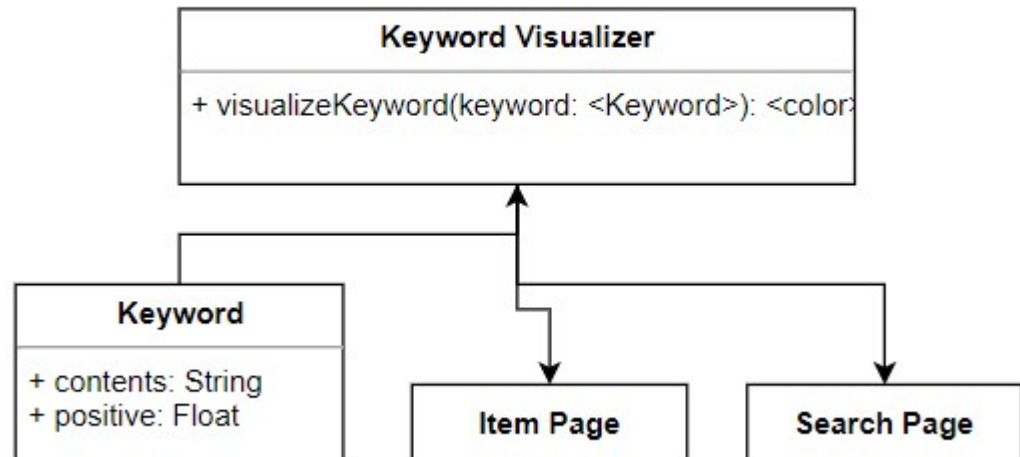 Keyword Visualizer
+ visualizeKeyword(keyword: <Keyword>): <color>
Keyword
+ contents: String
+ positive: Float
Item Page
Search Page